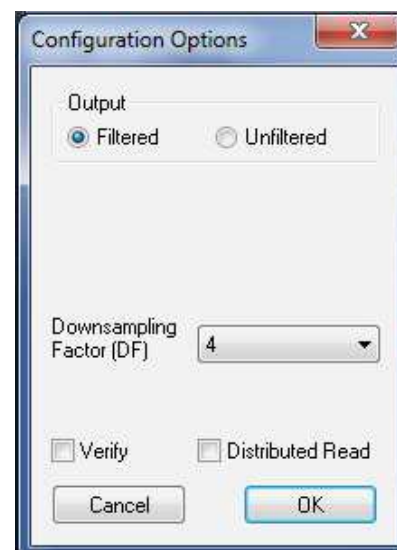 Configuration Options
Output
Filtered
Unfiltered
Downsampling
Factor (DF)
4
Verify
Distributed Read
Cancel
OK